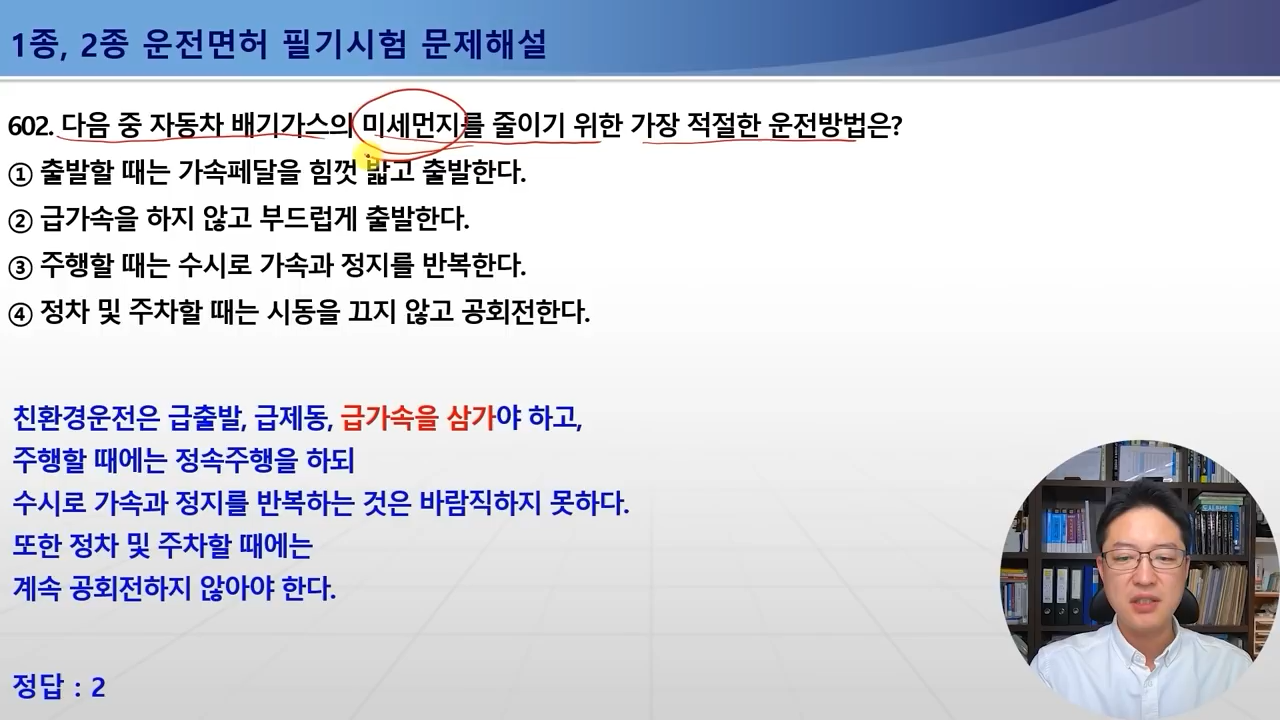 1종, 2종 운전면허 필기시험 문제해설
602. 다음 중 자동차 배기가스의 미세먼지를 줄이기 위한 가장 적절한 운전방법은?
① 출발할 때는 가속페달을 힘껏 밟고 출발한다.
② 급가속을 하지 않고 부드럽게 출발한다.
③ 주행할 때는 수시로 가속과 정지를 반복한다.
④ 정차 및 주차할 때는 시동을 끄지 않고 공회전한다.
친환경운전은 급출발, 급제동, 급가속을 삼가야 하고,
주행할 때에는 정속주행을 하되
수시로 가속과 정지를 반복하는 것은 바람직하지 못하다.
또한 정차 및 주차할 때에는
계속 공회전하지 않아야 한다.
정답 : 2